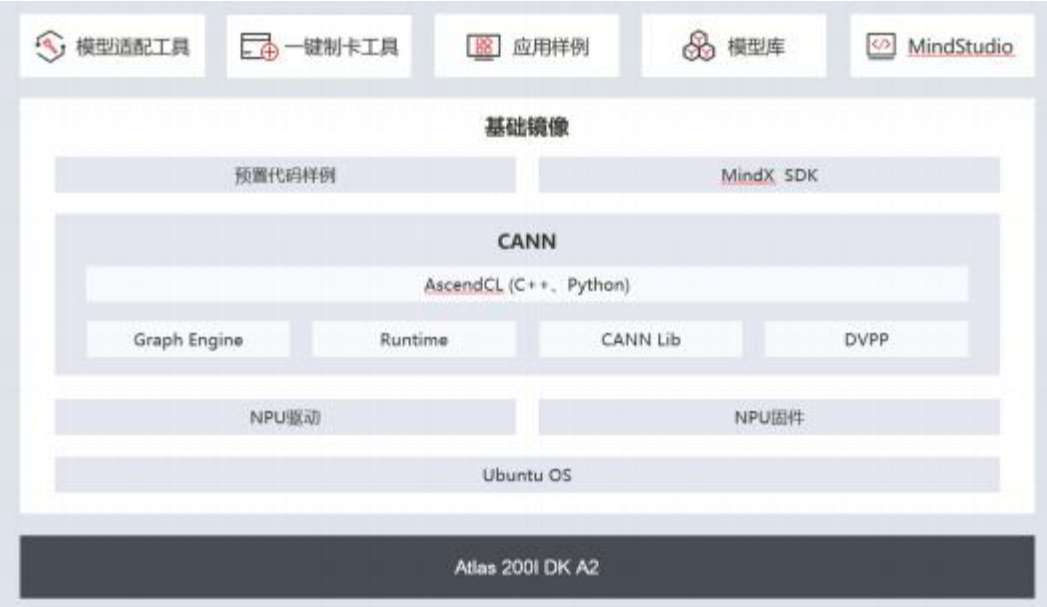 模型适配工具 一键制卡工具 应用样例 模型库 MindStudio
基础镜像
预置代码样例 MindX SDK
CANN
AscendCL (C++、Python)
Graph Engine Runtime CANN Lib DVPP
NPU驱动 NPU固件
Ubuntu OS
Atlas 200I DK A2